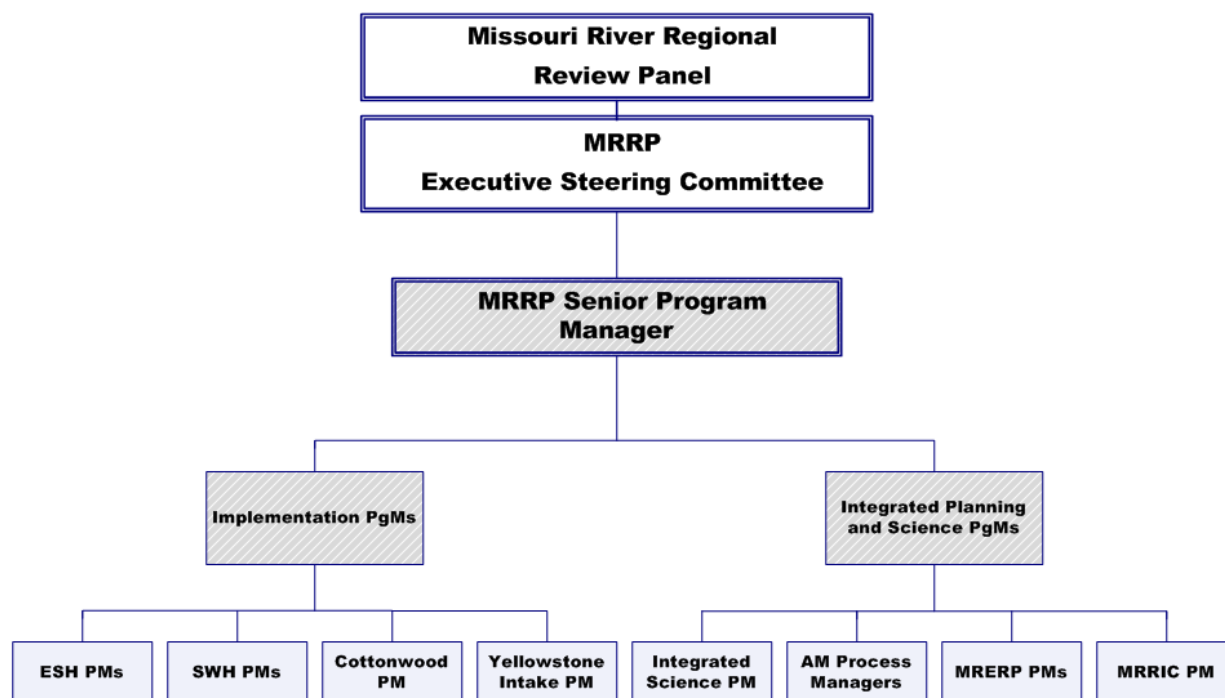 Missouri River Regional
Review Panel
MRRP
Executive Steering Committee
MRRP Senior Program
Manager
Implementation PgMs
Integrated Planning
and Science PgMs
ESH PMs
SWH PMs
Cottonwood
PM
Yellowstone
Intake PM
Integrated
Science PM
AM Process
Managers
MRERP PMs
MRRIC PM